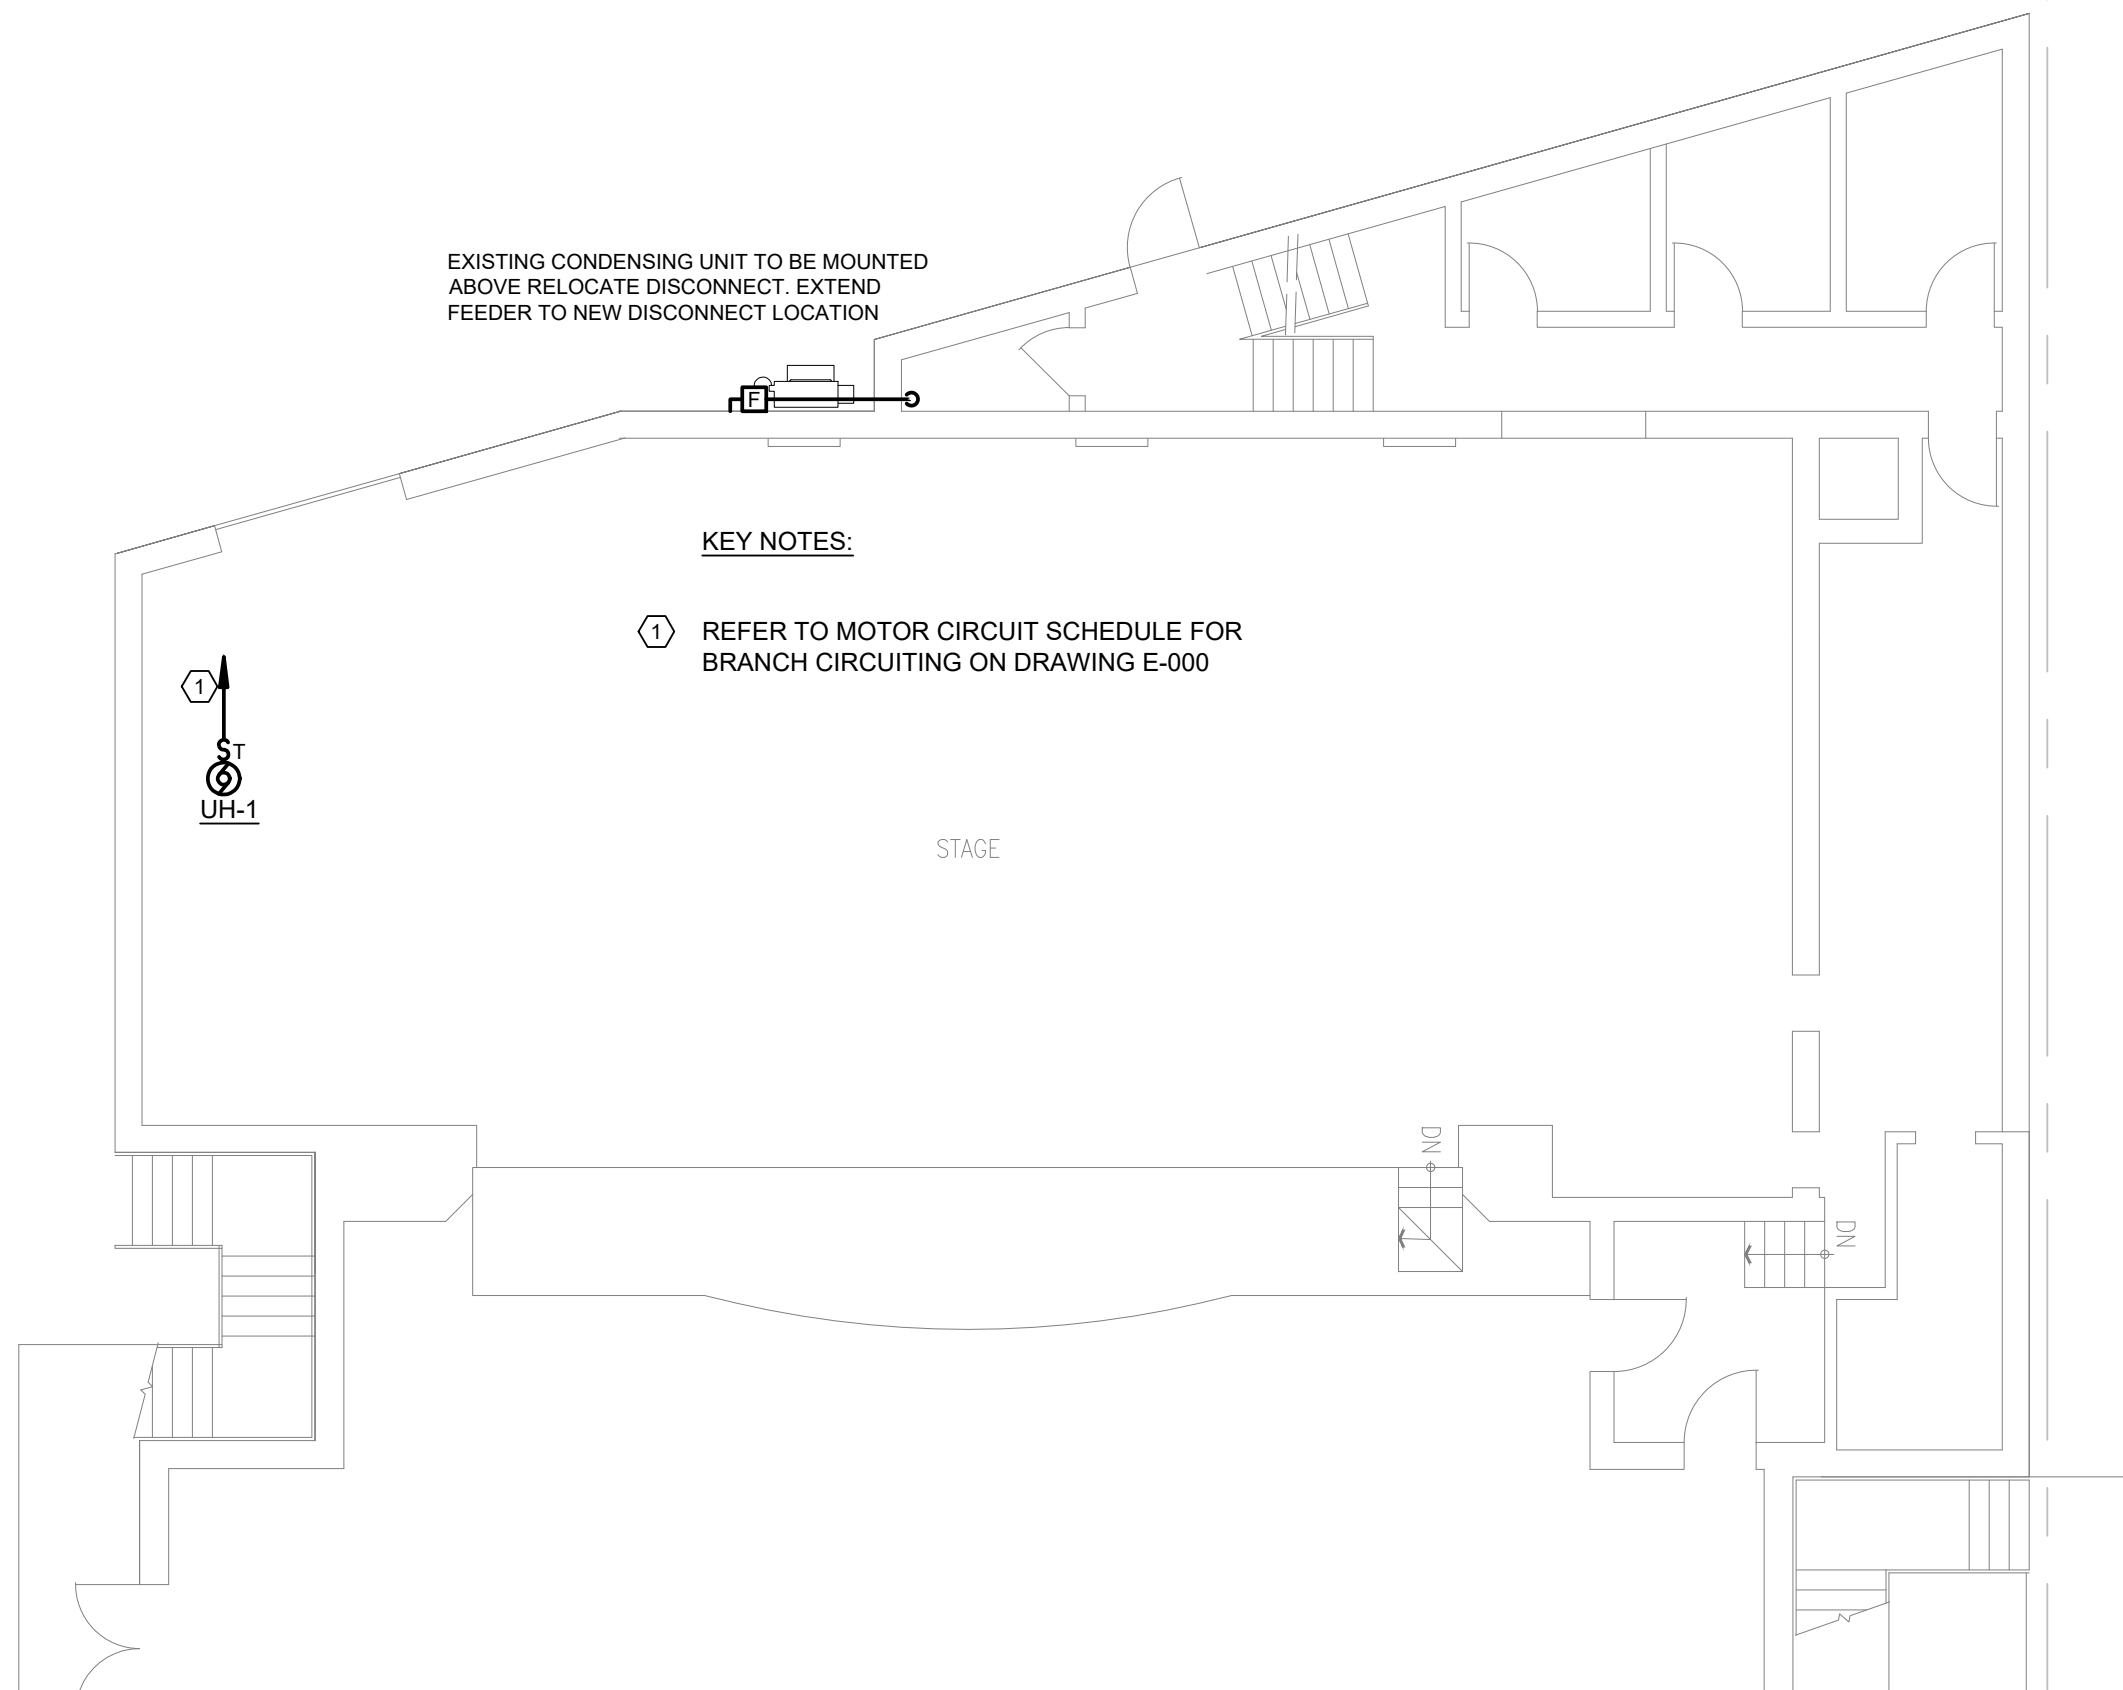 EXISTING CONDENSING UNIT TO BE MOUNTED
ABOVE RELOCATE DISCONNECT. EXTEND
FEEDER TO NEW DISCONNECT LOCATION
F
KEY NOTES:
1 REFER TO MOTOR CIRCUIT SCHEDULE FOR
BRANCH CIRCUITING ON DRAWING E-000
1
ST
UH-1
STAGE
DN
DN